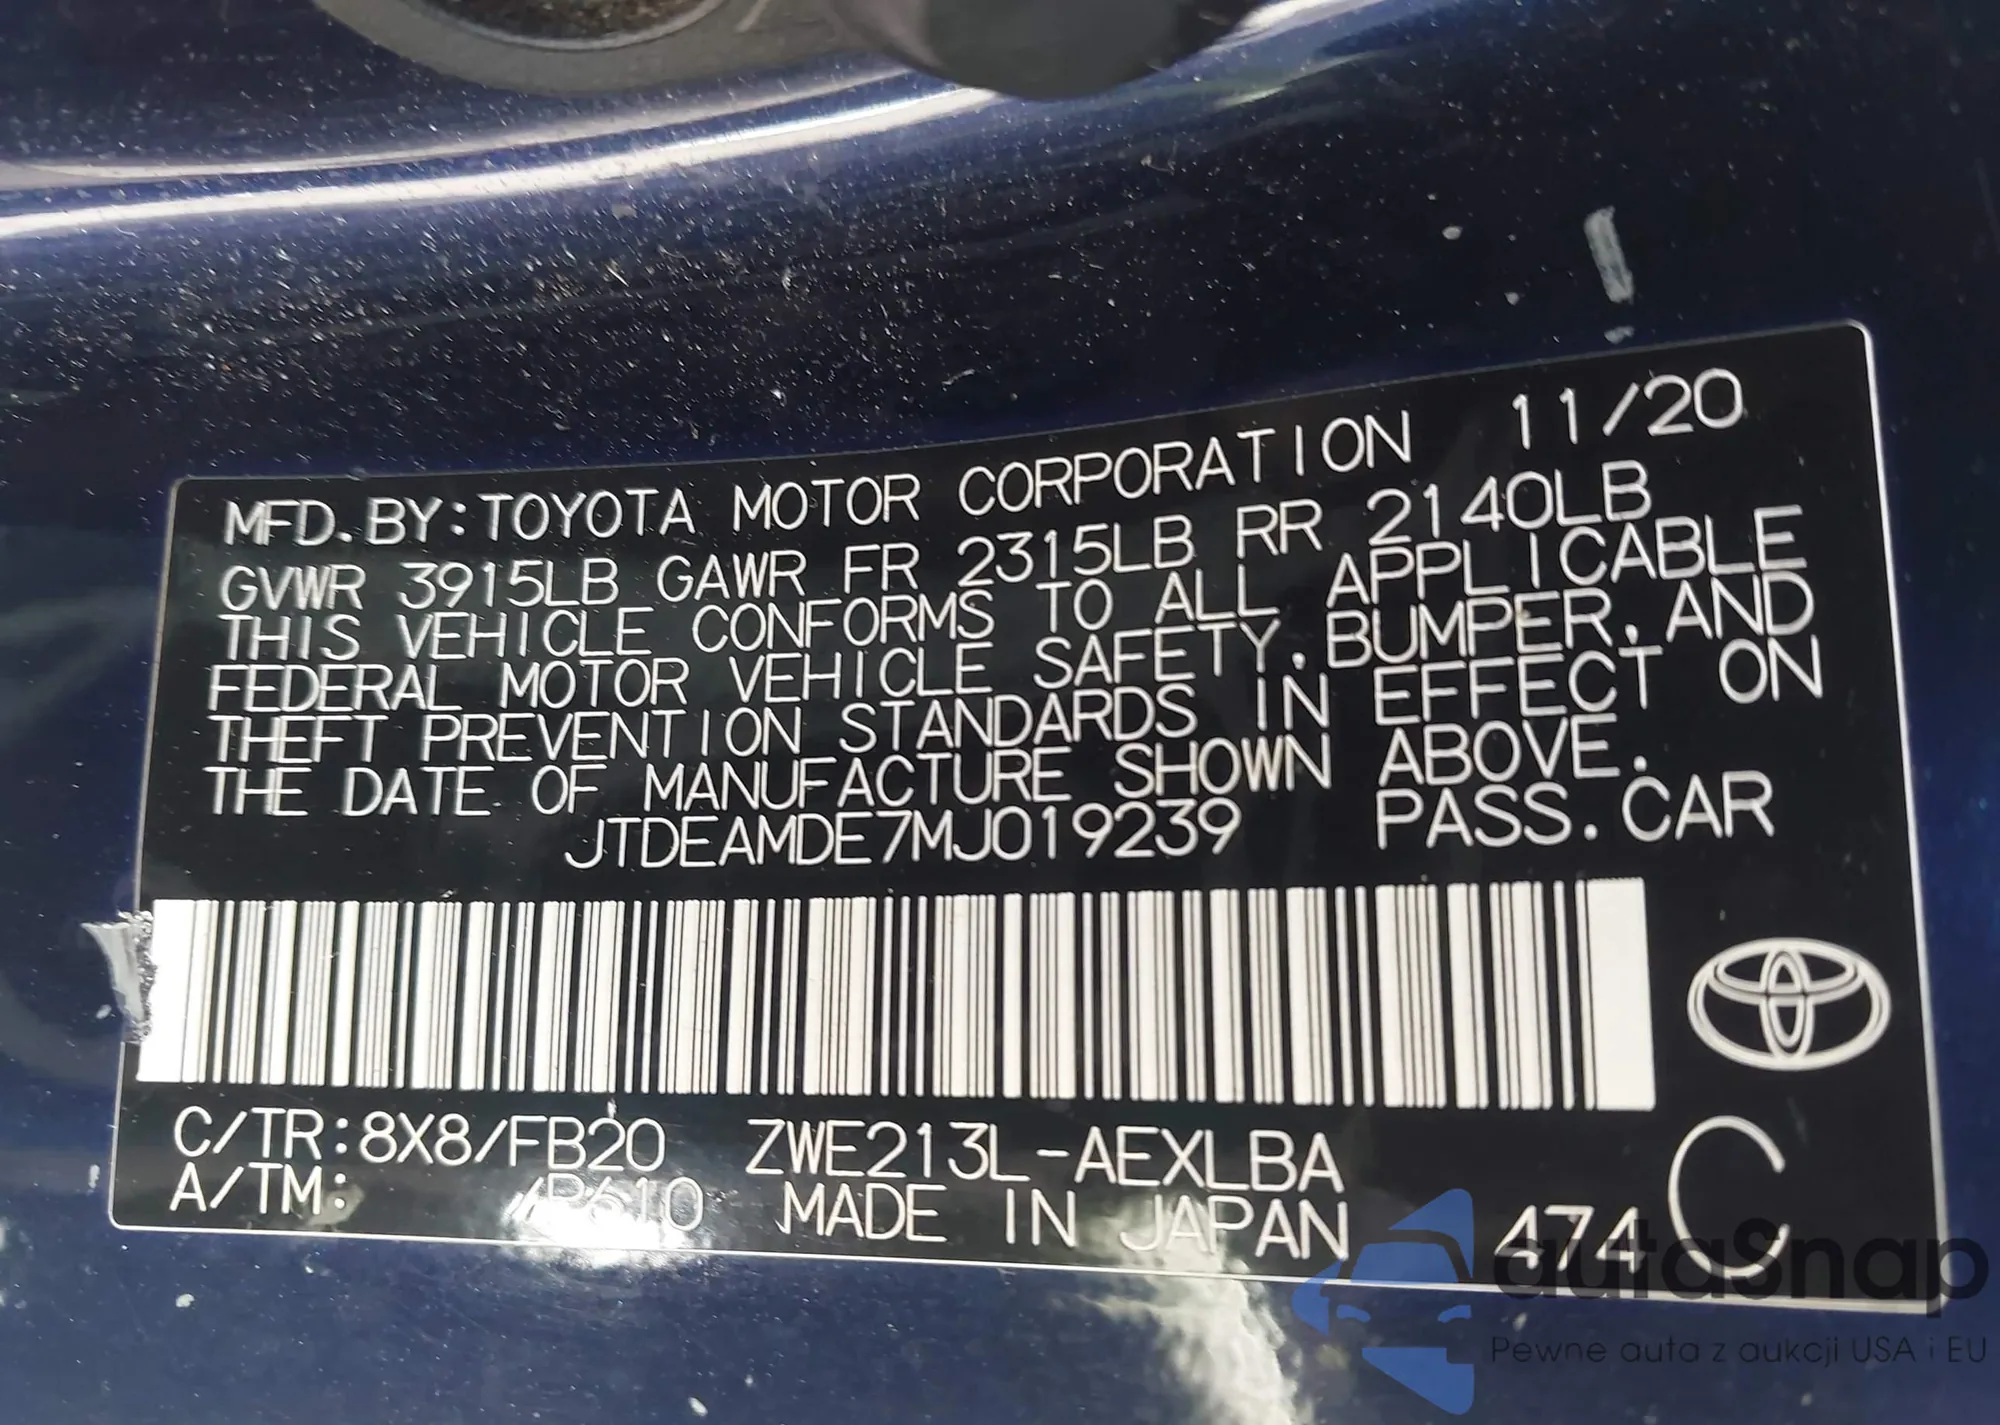 MFD.BY:TOYOTA MOTOR CORPORATION 11/20
GVWR 3915LB GAWR FR 2315LB RR 2140LB
THIS VEHICLE CONFORMS TO ALL APPLICABLE
FEDERAL MOTOR VEHICLE SAFETY,BUMPER,AND
THEFT PREVENTION STANDARDS IN EFFECT ON
THE DATE OF MANUFACTURE SHOWN ABOVE.
JTDEAMDE7MJ019239 PASS.CAR
C/TR:8X8/FB20 ZWE213L-AEXLBA C
A/TM: /P610 MADE IN JAPAN 474
autoSnap
Pewne auta z aukcji USA i EU